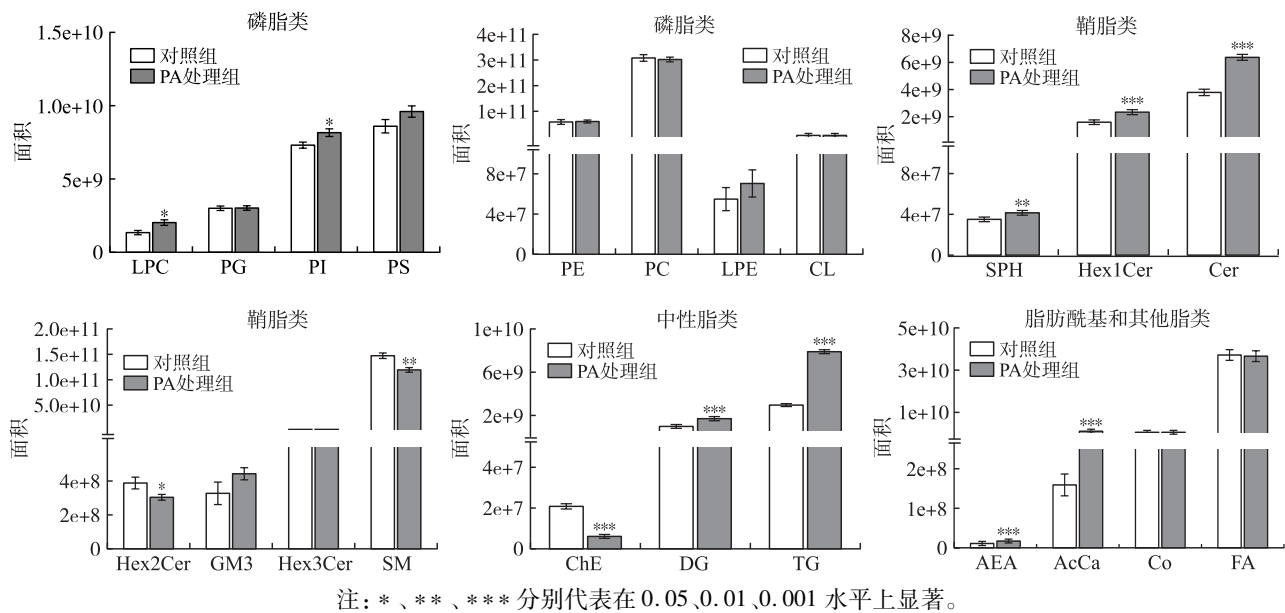 磷脂类
1.5e+10
1.0e+10
5e+9
0
面积
对照组
PA处理组
*
*
LPC PG PI PS
磷脂类
4e+11
3e+11
2e+11
1e+11
8e+7
4e+7
0
面积
对照组
PA处理组
PE PC LPE CL
鞘脂类
8e+9
6e+9
4e+9
2e+9
8e+7
4e+7
0
面积
对照组
PA处理组
***
***
**
SPH Hex1Cer Cer
鞘脂类
2.0e+11
1.5e+11
1.0e+11
5.0e+10
4e+8
2e+8
0
面积
对照组
PA处理组
**
*
Hex2Cer GM3 Hex3Cer SM
中性脂类
1e+10
6e+9
2e+9
4e+7
2e+7
0
面积
对照组
PA处理组
***
***
***
ChE DG TG
脂肪酰基和其他脂类
5e+10
3e+10
1e+10
2e+8
1e+8
0
面积
对照组
PA处理组
***
***
AEA AcCa Co FA
注: * 、* * 、* * * 分别代表在 0.05、0.01、0.001 水平上显著。